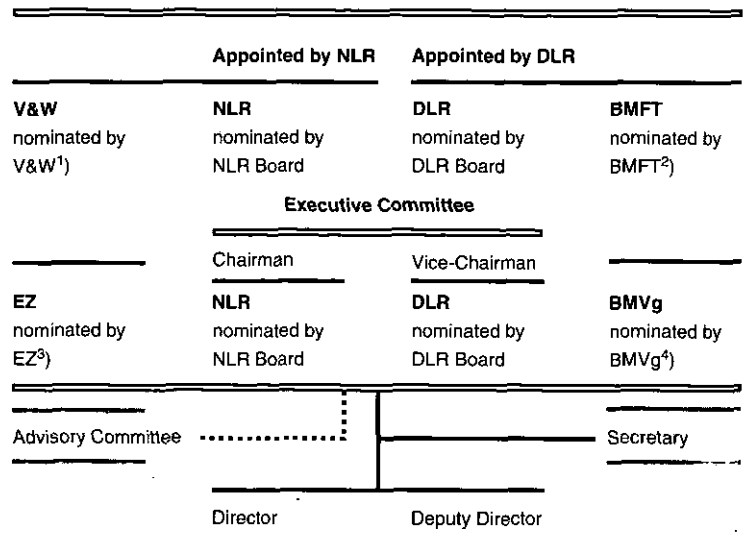 Appointed by NLR Appointed by DLR
V&W NLR DLR BMFT
nominated by nominated by nominated by nominated by
V&W¹) NLR Board DLR Board BMFT²)
Executive Committee
Chairman Vice-Chairman
EZ NLR DLR BMVg
nominated by nominated by nominated by nominated by
EZ³) NLR Board DLR Board BMVg⁴)
Advisory Committee Secretary
Director Deputy Director